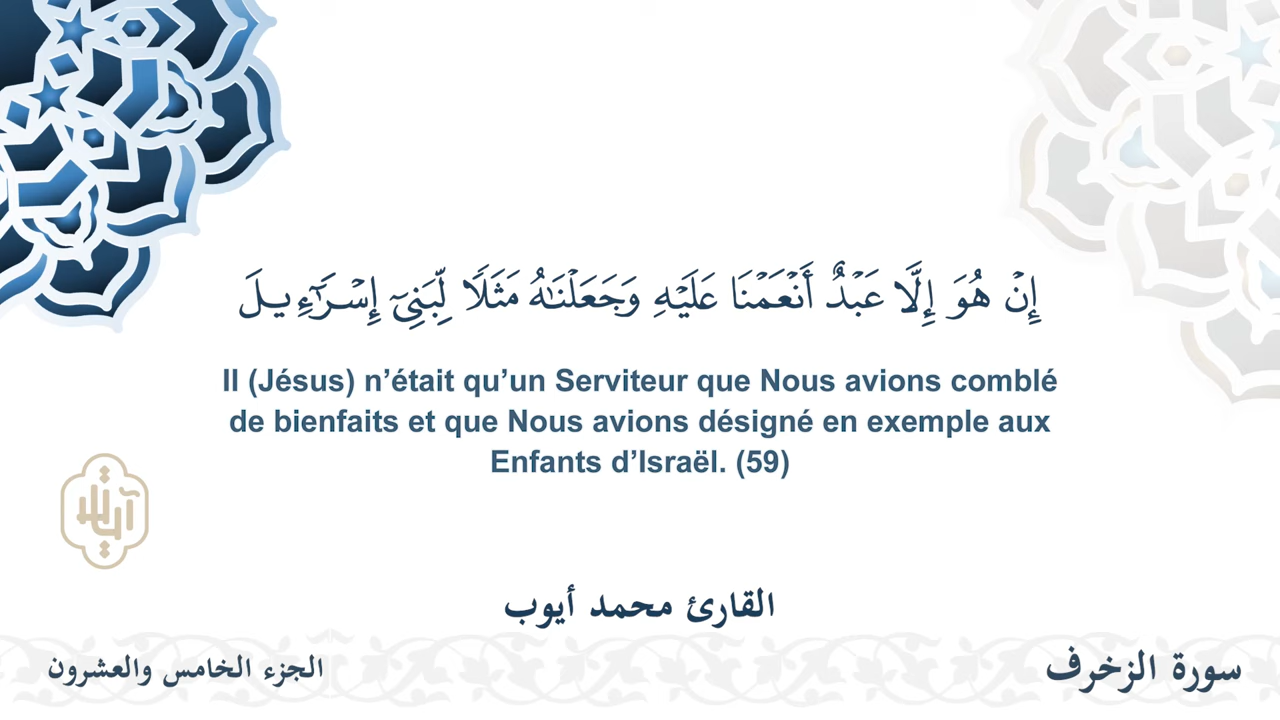 إِنْ هُوَ إِلَّا عَبْدٌ أَنْعَمْنَا عَلَيْهِ وَجَعَلْنَٰهُ مَثَلًا لِّبَنِىٓ إِسْرَٰٓءِيلَ
Il (Jésus) n’était qu’un Serviteur que Nous avions comblé
de bienfaits et que Nous avions désigné en exemple aux
Enfants d’Israël. (59)
آيات
القارئ محمد أيوب
سورة الزخرف
الجزء الخامس والعشرون